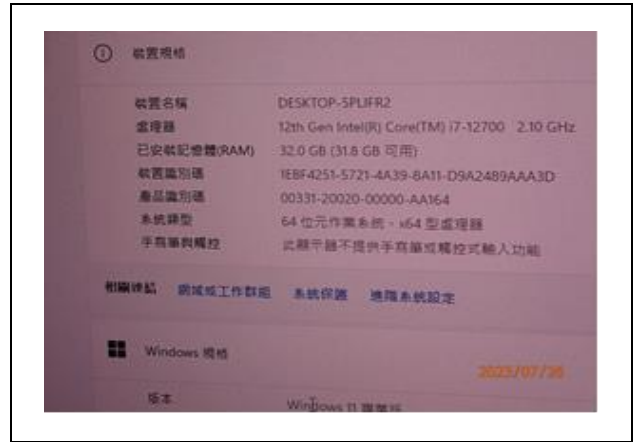 裝置規格
裝置名稱 DESKTOP-5PLIFR2
處理器 12th Gen Intel(R) Core(TM) i7-12700 2.10 GHz
已安裝記憶體(RAM) 32.0 GB (31.8 GB 可用)
裝置識別碼 1EBF4251-5721-4A39-8A11-D9A2489AAA3D
產品識別碼 00331-20020-00000-AA164
系統類型 64 位元作業系統，x64 型處理器
手寫筆與觸控 此顯示器不提供手寫筆或觸控式輸入功能
相關連結 網域或工作群組 系統保護 進階系統設定
Windows 規格
2023/07/26
版本 Windows 11 專業版